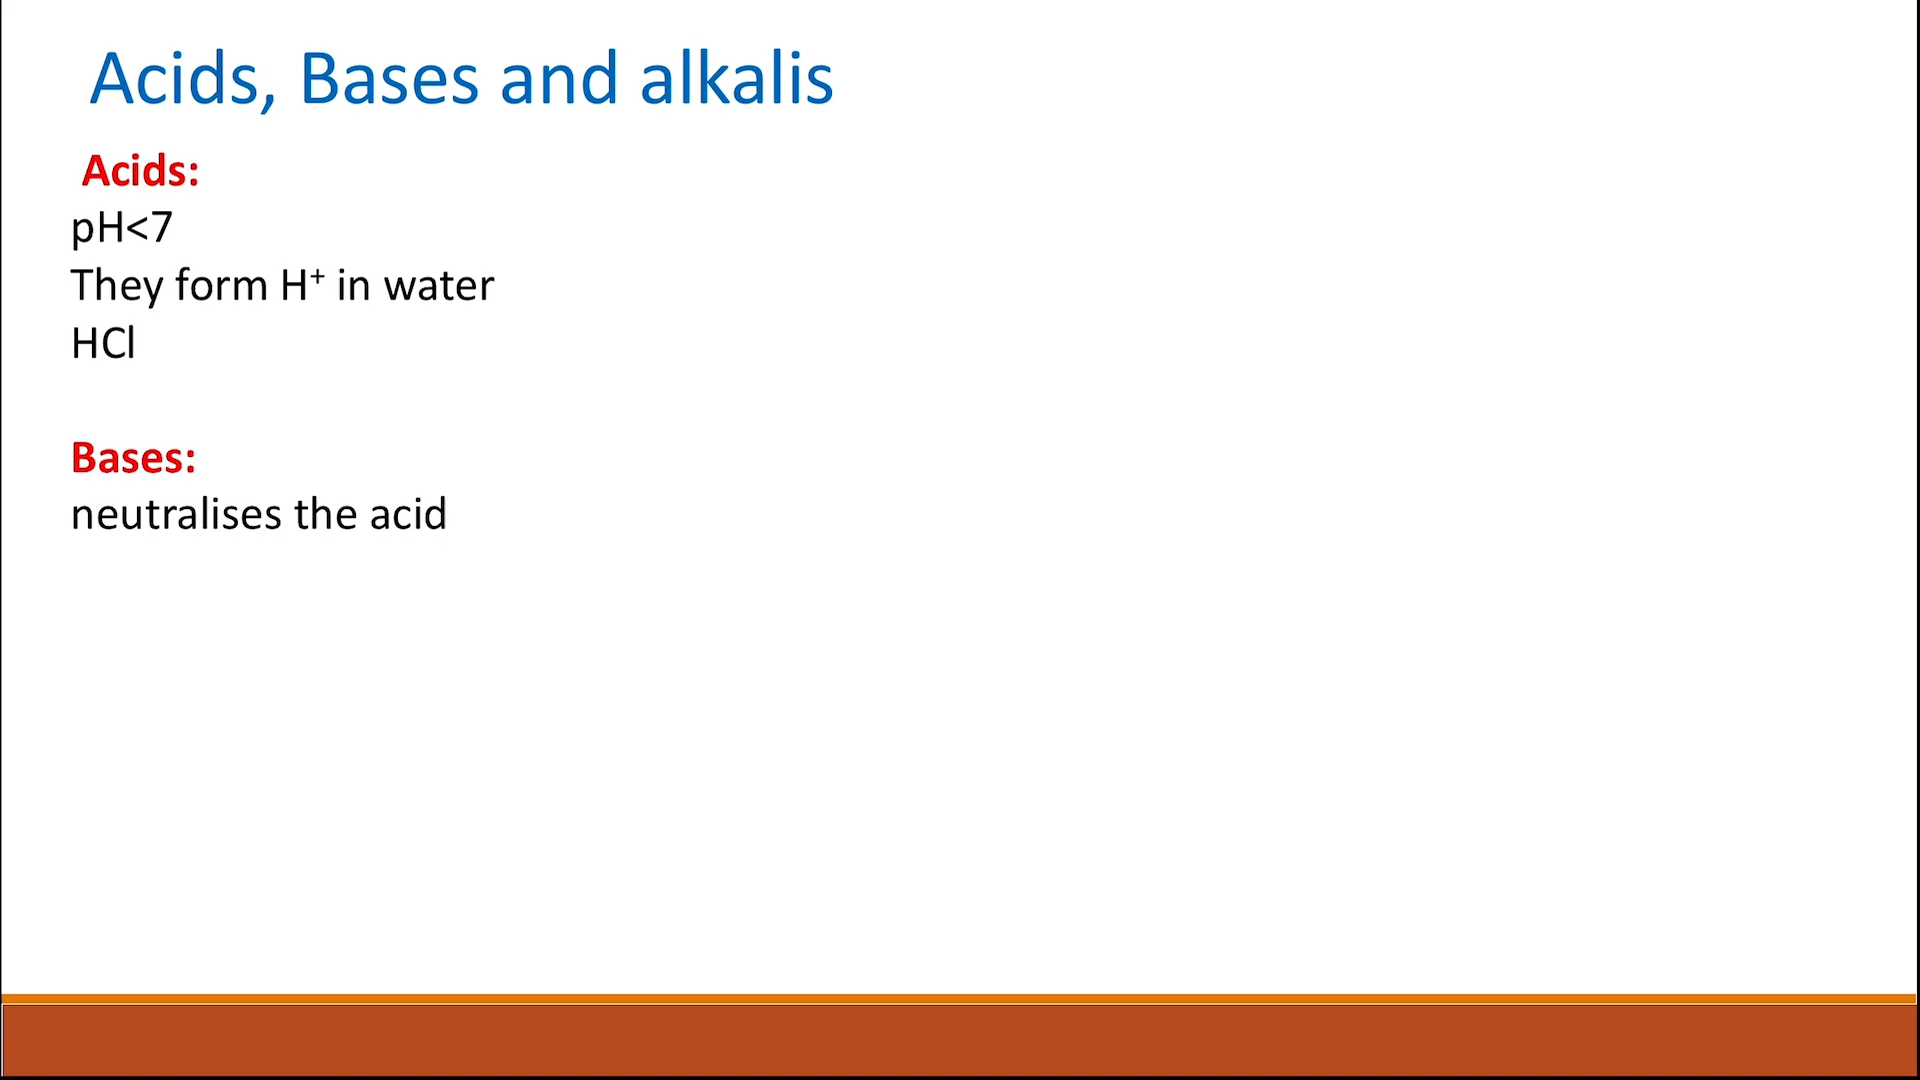 Acids, Bases and alkalis
Acids:
pH<7
They form H⁺ in water
HCl
Bases:
neutralises the acid